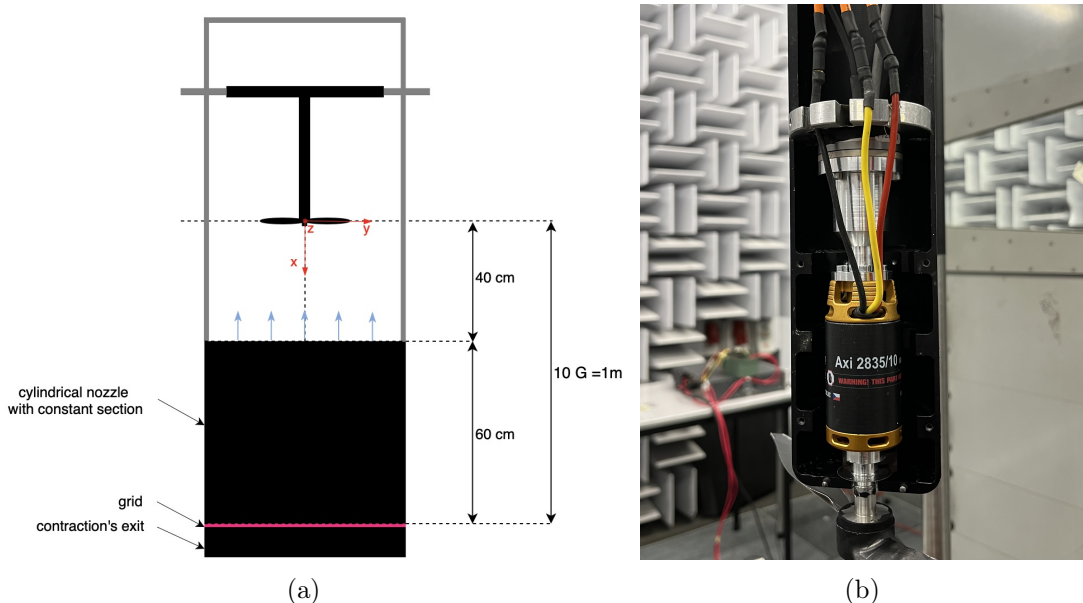 z
y
x
40 cm
10 G =1m
cylindrical nozzle
with constant section
60 cm
grid
contraction's exit
(a)
Axi 2835/10
WARNING! THIS PART
(b)